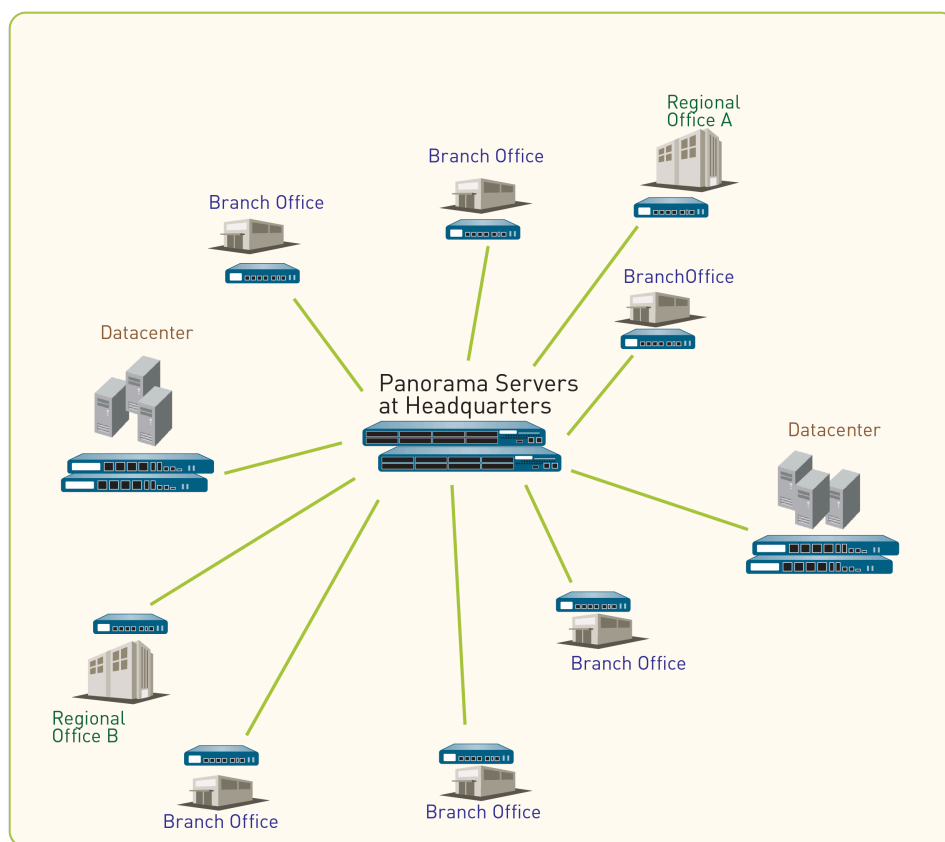 Regional
Office A
Branch Office
Branch Office
BranchOffice
Datacenter
Panorama Servers
at Headquarters
Datacenter
Branch Office
Regional
Office B
Branch Office
Branch Office